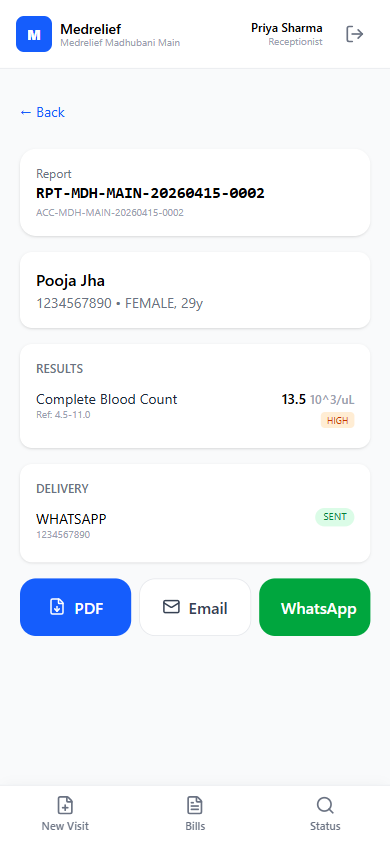 M
Medrelief
Medrelief Madhubani Main
Priya Sharma
Receptionist
← Back
Report
RPT-MDH-MAIN-20260415-0002
ACC-MDH-MAIN-20260415-0002
Pooja Jha
1234567890 • FEMALE, 29y
RESULTS
Complete Blood Count 13.5 10^3/uL
Ref: 4.5-11.0 HIGH
DELIVERY
WHATSAPP SENT
1234567890
PDF Email WhatsApp
New Visit Bills Status